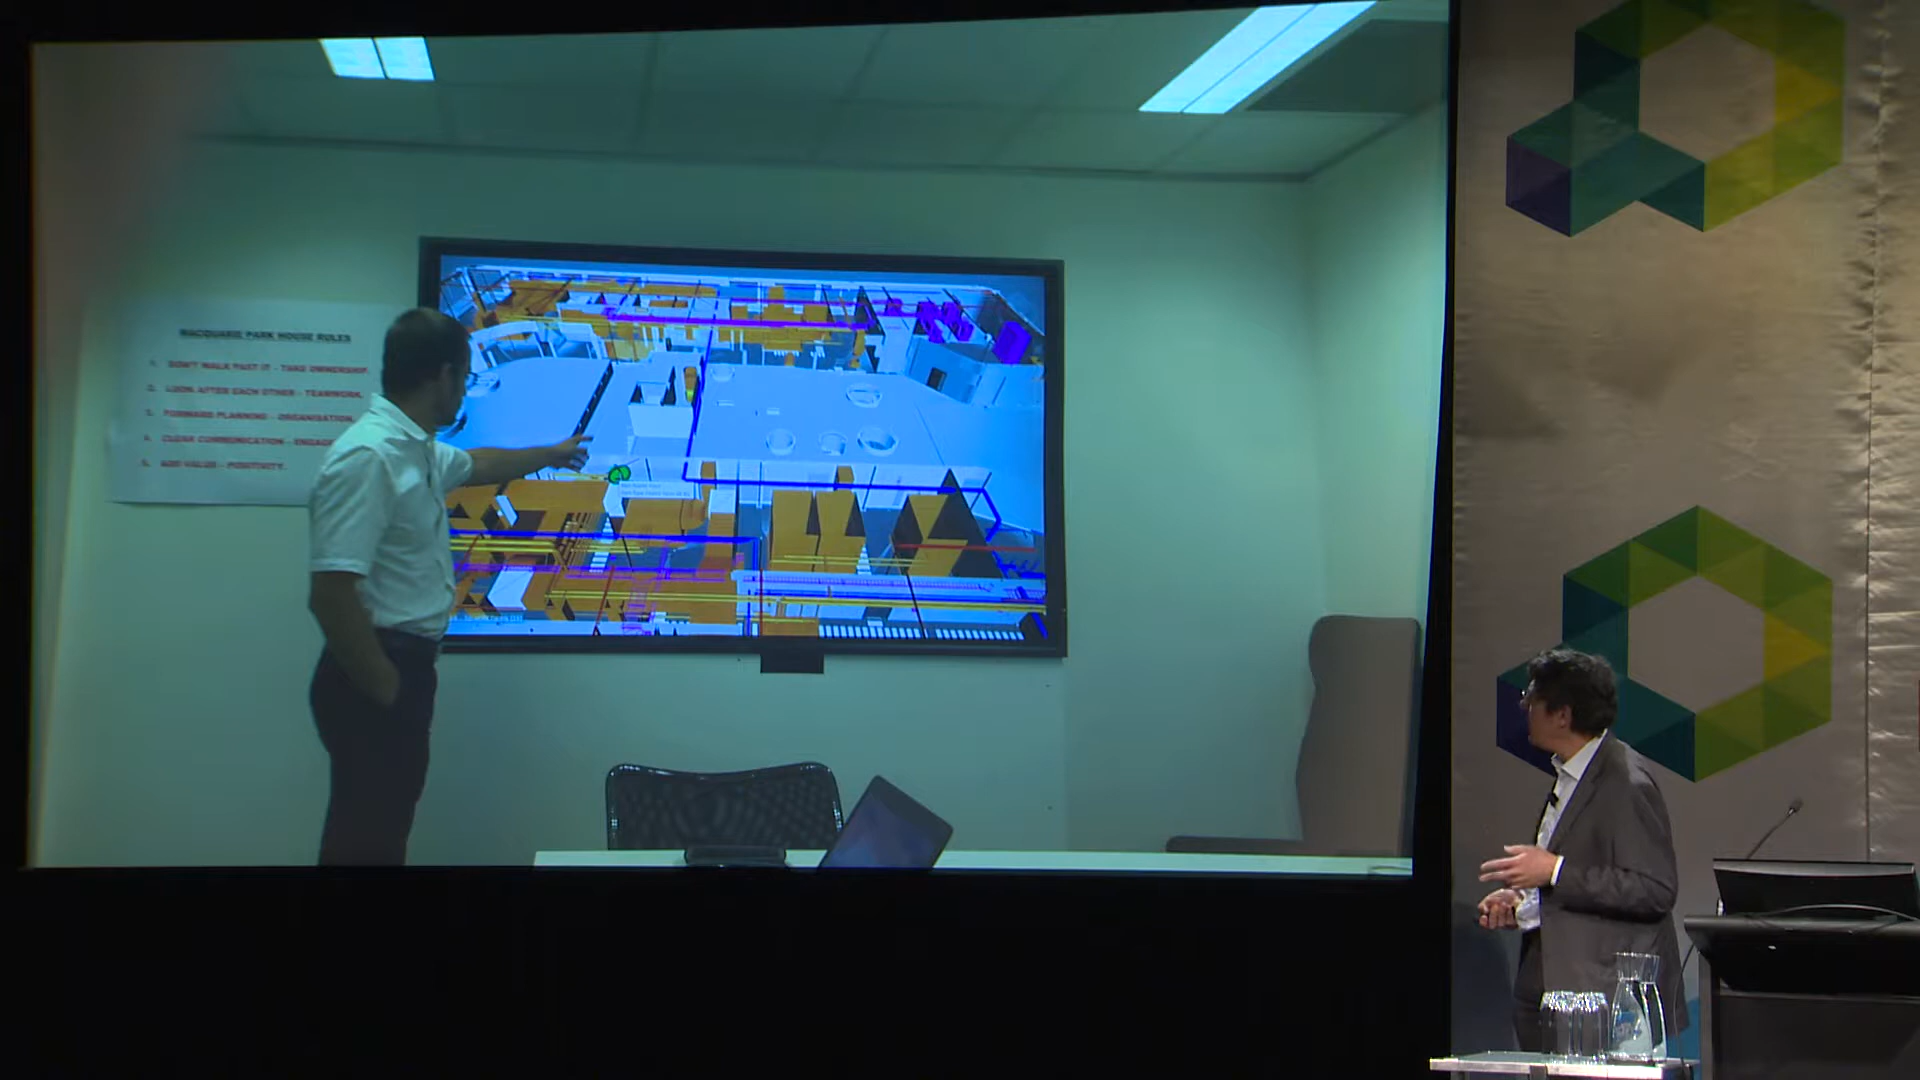 MACQUARIE PARK HOUSE RULES
1. DON'T WALK PAST IT - TAKE OWNERSHIP.
2. LOOK AFTER EACH OTHER - TEAMWORK.
3. FORWARD PLANNING - ORGANISATION.
4. CLEAR COMMUNICATION - ENGAG
5. ADD VALUE - POSITIVITY.